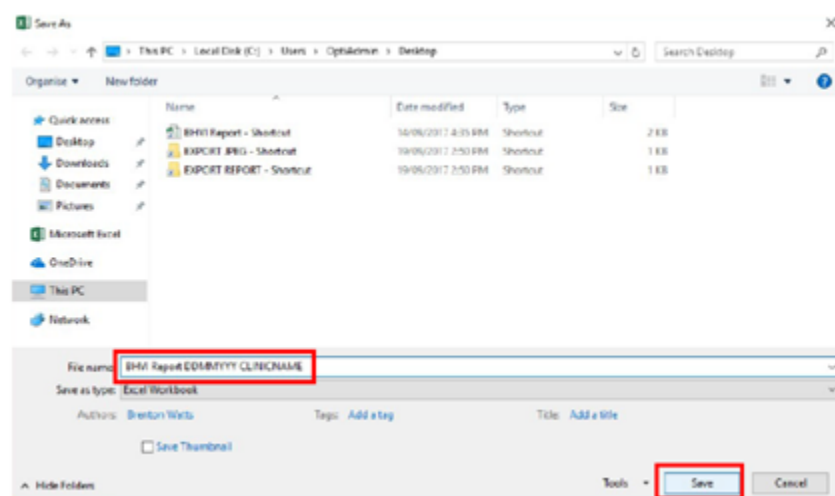 Save As
This PC > Local Disk (C:) > Users > OptiAdmin > Desktop
Search Desktop
Organise New folder
Name Date modified Type Size
BHVI Report - Shortcut 14/09/2017 4:35 PM Shortcut 2 KB
EXPORT JPEG - Shortcut 19/09/2017 2:50 PM Shortcut 1 KB
EXPORT REPORT - Shortcut 19/09/2017 2:50 PM Shortcut 1 KB
Quick access
Desktop
Downloads
Documents
Pictures
Microsoft Excel
OneDrive
This PC
Network
File name: BHVI Report DDMMYYY CLINICNAME
Save as type: Excel Workbook
Authors: Brenton Watts Tags: Add a tag Title: Add a title
Save Thumbnail
Hide Folders Tools Save Cancel